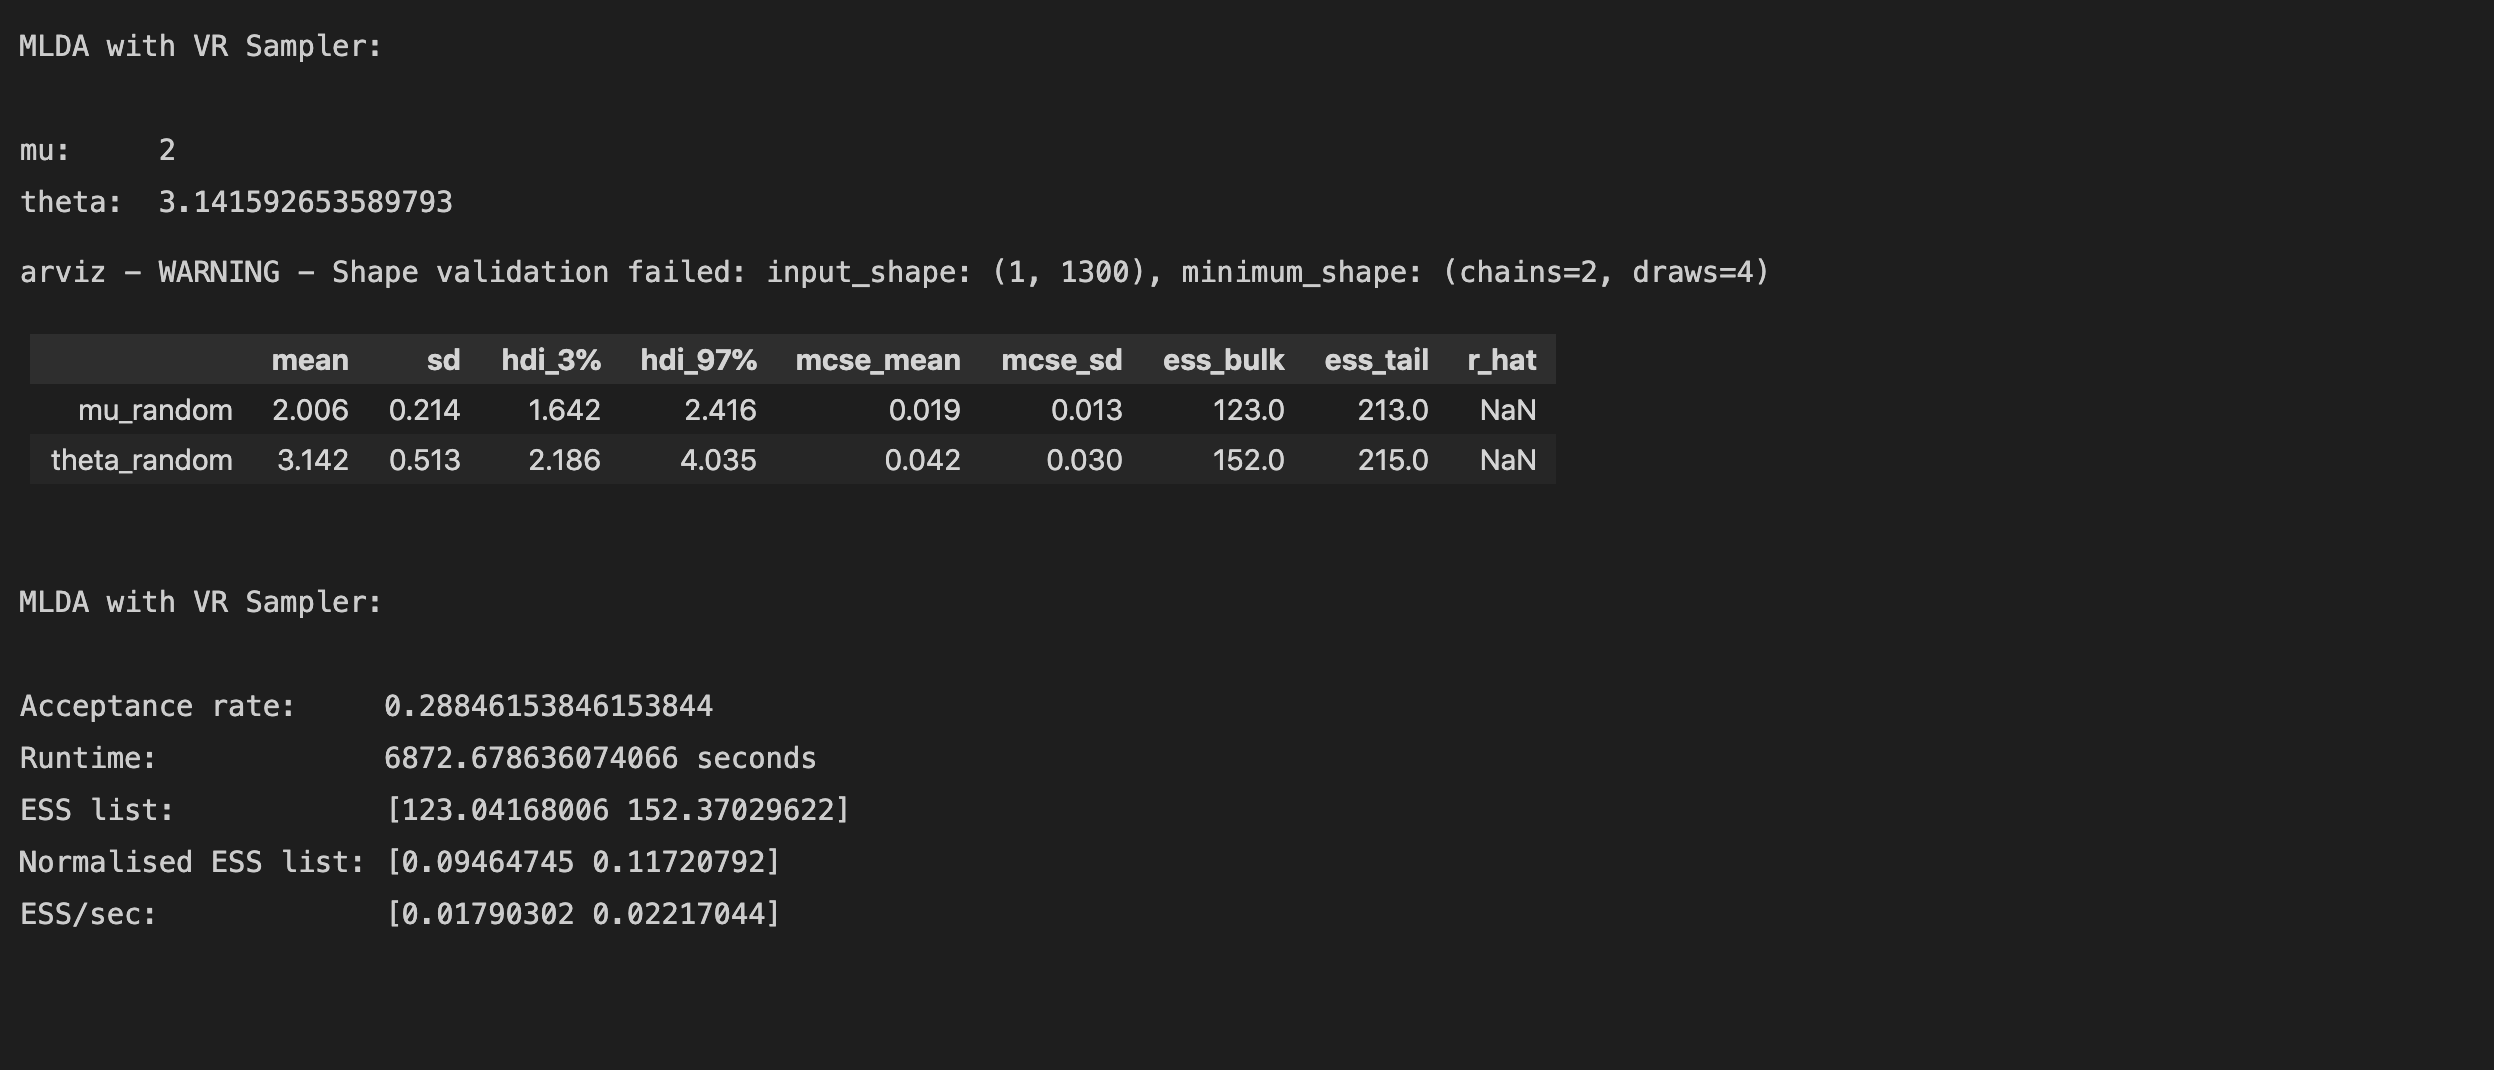 MLDA with VR Sampler:
mu:     2
theta:  3.141592653589793
arviz – WARNING – Shape validation failed: input_shape: (1, 1300), minimum_shape: (chains=2, draws=4)
mean sd hdi_3% hdi_97% mcse_mean mcse_sd ess_bulk ess_tail r_hat
mu_random 2.006 0.214 1.642 2.416 0.019 0.013 123.0 213.0 NaN
theta_random 3.142 0.513 2.186 4.035 0.042 0.030 152.0 215.0 NaN
MLDA with VR Sampler:
Acceptance rate:     0.28846153846153844
Runtime:             6872.678636074066 seconds
ESS list:            [123.04168006 152.37029622]
Normalised ESS list: [0.09464745 0.11720792]
ESS/sec:             [0.01790302 0.02217044]